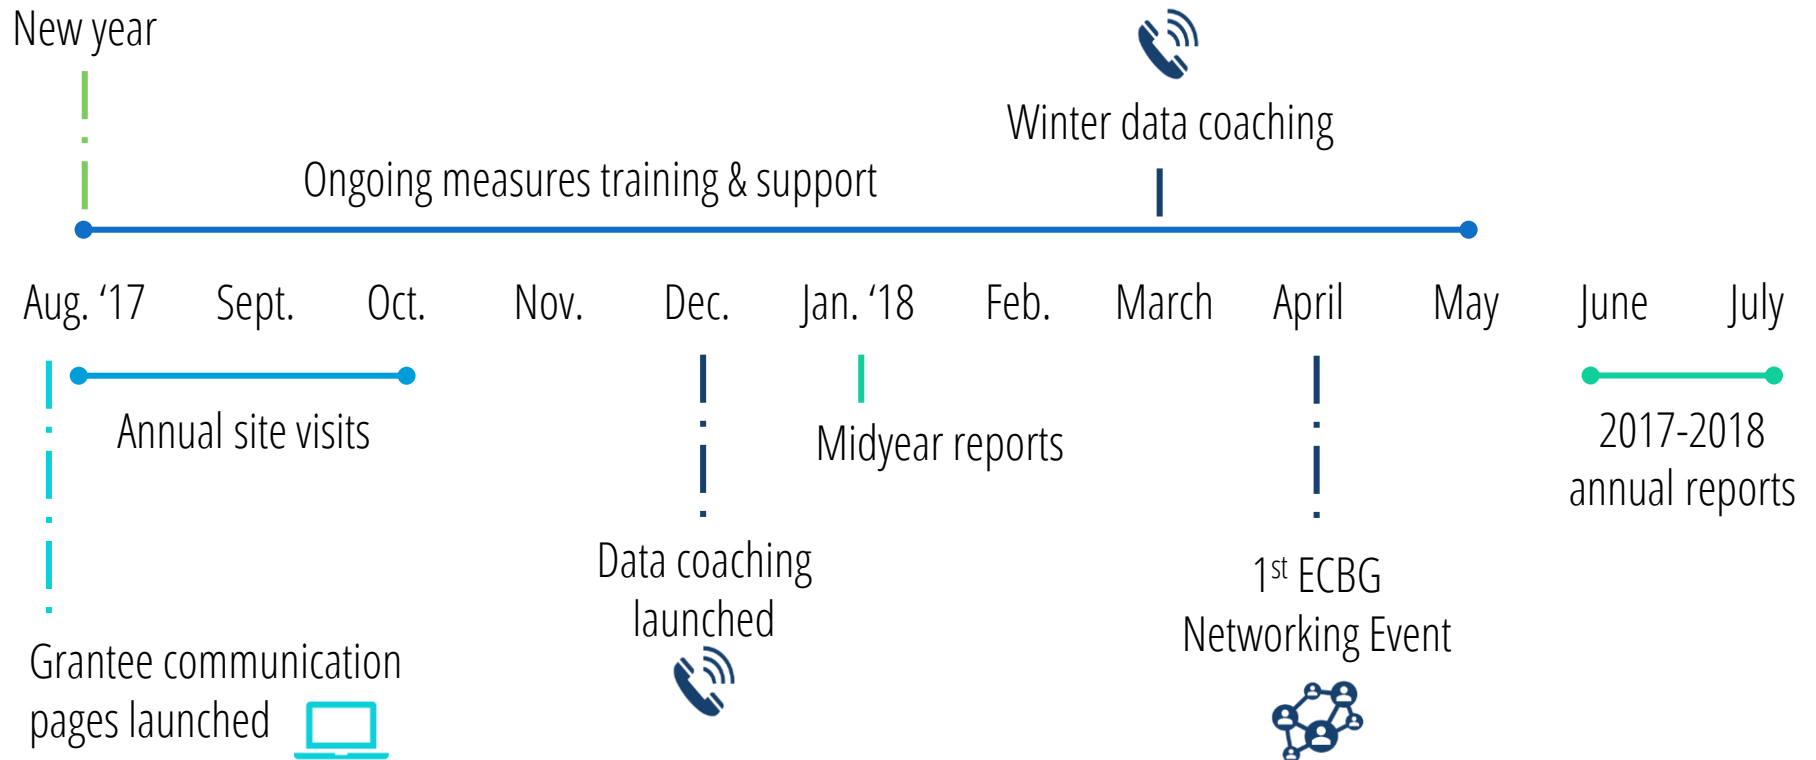 New year
Winter data coaching
Ongoing measures training & support
Aug. ‘17 Sept. Oct. Nov. Dec. Jan. ‘18 Feb. March April May June July
Annual site visits
Midyear reports
2017-2018
annual reports
Data coaching
launched
1st ECBG
Networking Event
Grantee communication
pages launched